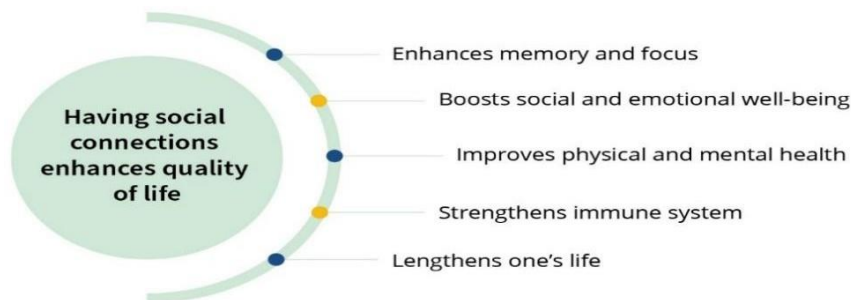 Having social
connections
enhances quality
of life
Enhances memory and focus
Boosts social and emotional well-being
Improves physical and mental health
Strengthens immune system
Lengthens one’s life